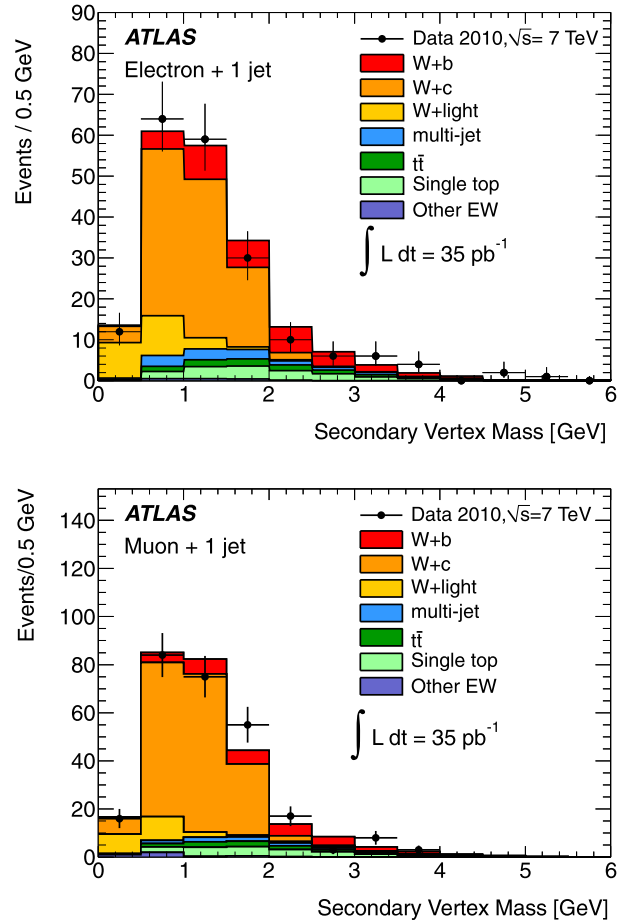 ATLAS
Electron + 1 jet
Data 2010,√s= 7 TeV
W+b
W+c
W+light
multi-jet
tt̄
Single top
Other EW
∫ L dt = 35 pb⁻¹
Events / 0.5 GeV
90
80
70
60
50
40
30
20
10
0
0 1 2 3 4 5 6
Secondary Vertex Mass [GeV]
ATLAS
Muon + 1 jet
Data 2010,√s=7 TeV
W+b
W+c
W+light
multi-jet
tt̄
Single top
Other EW
∫ L dt = 35 pb⁻¹
Events/0.5 GeV
140
120
100
80
60
40
20
0
0 1 2 3 4 5 6
Secondary Vertex Mass [GeV]